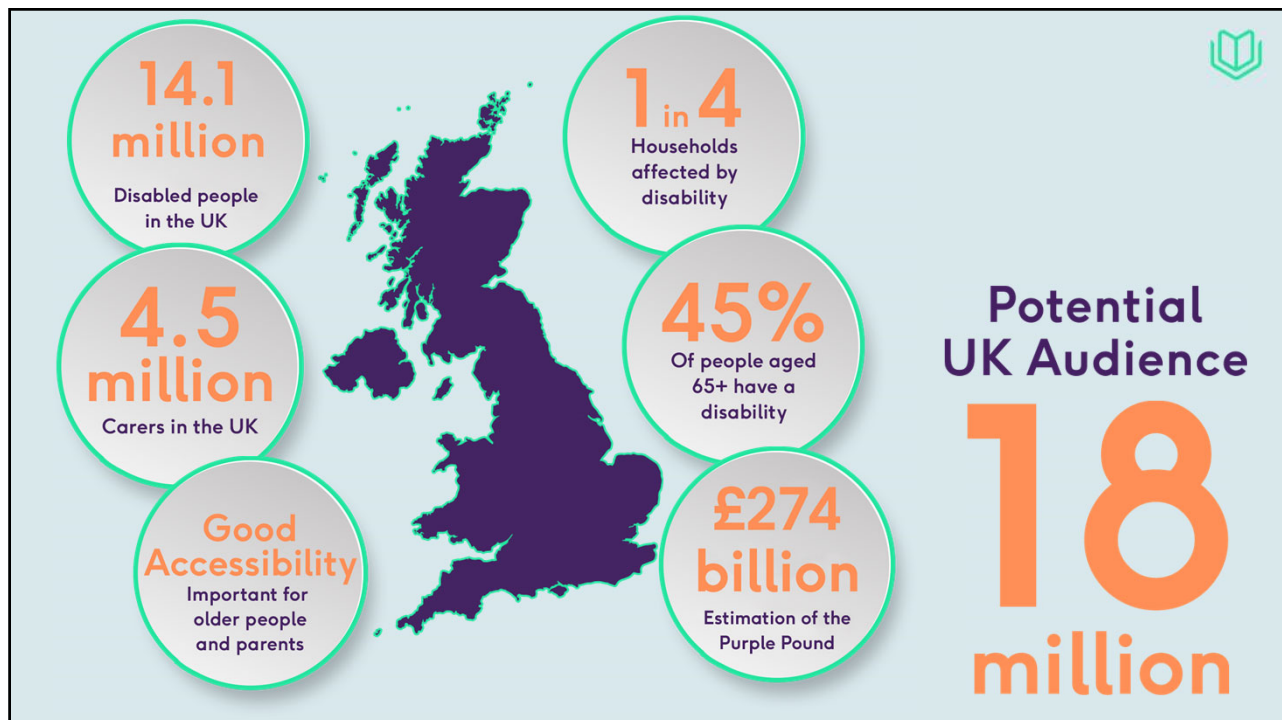 14.1
million
Disabled people
in the UK
4.5
million
Carers in the UK
Good
Accessibility
Important for
older people
and parents
1 in 4
Households
affected by
disability
45%
Of people aged
65+ have a
disability
£274
billion
Estimation of the
Purple Pound
Potential
UK Audience
18
million